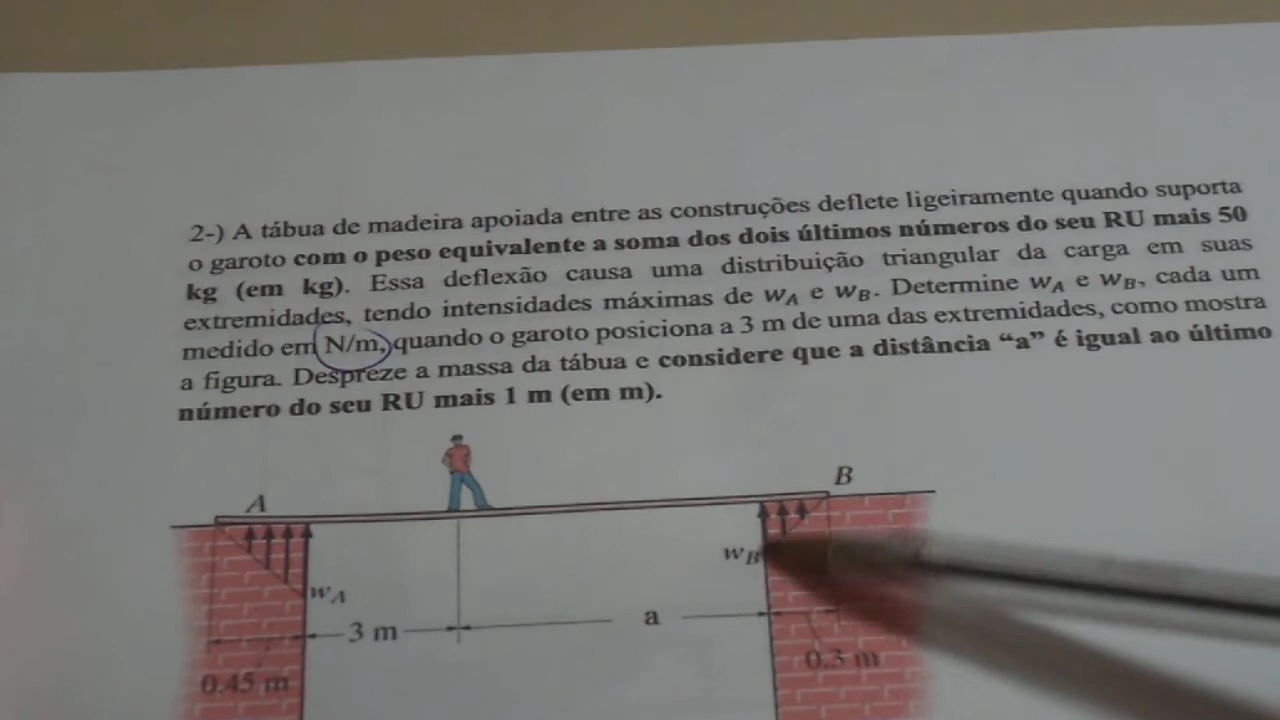 2-) A tábua de madeira apoiada entre as construções deflete ligeiramente quando suporta
o garoto com o peso equivalente a soma dos dois últimos números do seu RU mais 50
kg (em kg). Essa deflexão causa uma distribuição triangular da carga em suas
extremidades, tendo intensidades máximas de wA e wB. Determine wA e wB, cada um
medido em N/m, quando o garoto posiciona a 3 m de uma das extremidades, como mostra
a figura. Despreze a massa da tábua e considere que a distância “a” é igual ao último
número do seu RU mais 1 m (em m).
A
B
wA
wB
3 m
a
0.45 m
0.3 m